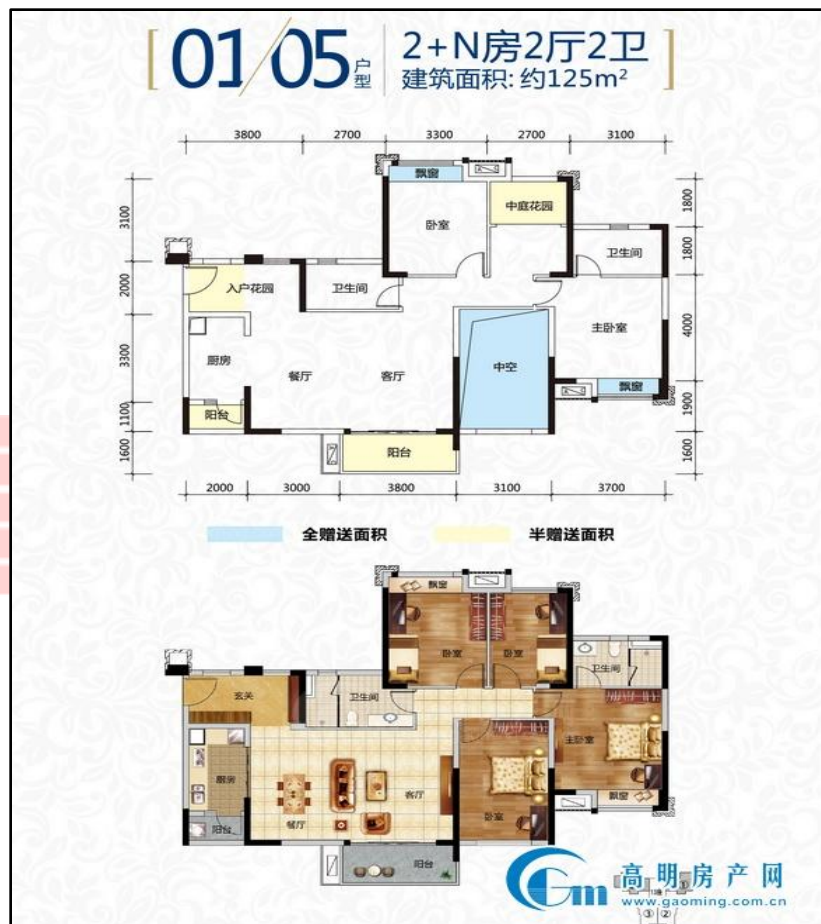 01/05户型
2+N房2厅2卫
建筑面积: 约125m²
3800 2700 3300 2700 3100
飘窗
中庭花园
卧室
3100
1800
卫生间
1800
入户花园
卫生间
2000
主卧室
4000
厨房
3300
餐厅
客厅
中空
飘窗
阳台
1100
1900
阳台
1600
1600
2000 3000 3800 3100 3700
全赠送面积
半赠送面积
飘窗
卧室
卧室
卫生间
玄关
卫生间
主卧室
厨房
客厅
飘窗
餐厅
卧室
阳台
阳台
Gm
高明房产网
www.gaoming.com.cn
①
③ ②